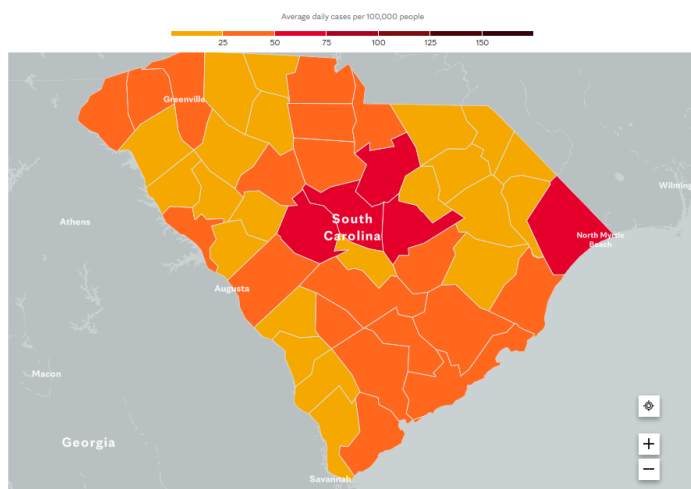 Average daily cases per 100,000 people
25 50 75 100 125 150
Greenville
Wilming
Athens
South
Carolina
North Myrtle
Beach
Augusta
Macon
Georgia
Savannah